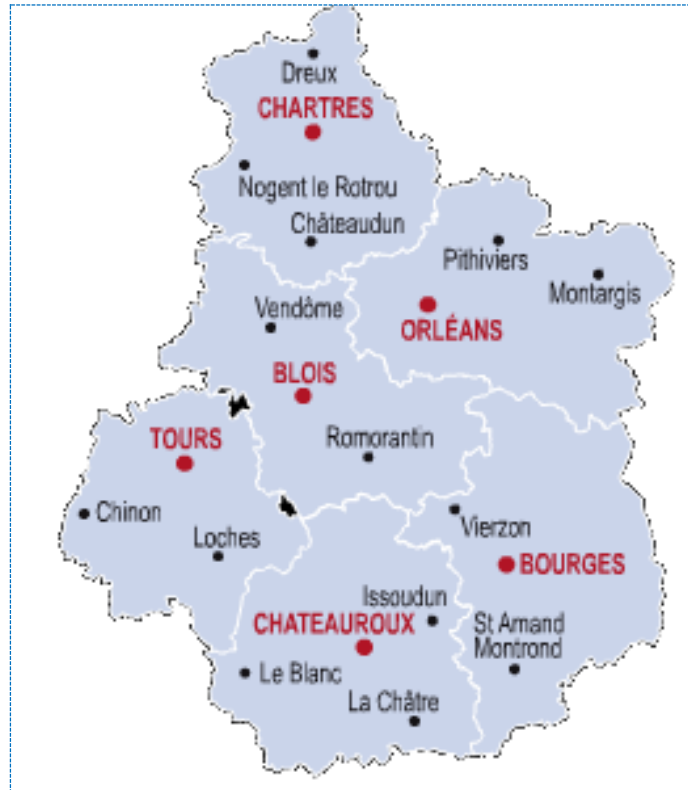 Dreux
CHARTRES
Nogent le Rotrou
Châteaudun
Pithiviers
Montargis
Vendôme
ORLÉANS
BLOIS
TOURS
Romorantin
Chinon
Vierzon
Loches
BOURGES
Issoudun
CHATEAUROUX
St Amand
Montrond
Le Blanc
La Châtre